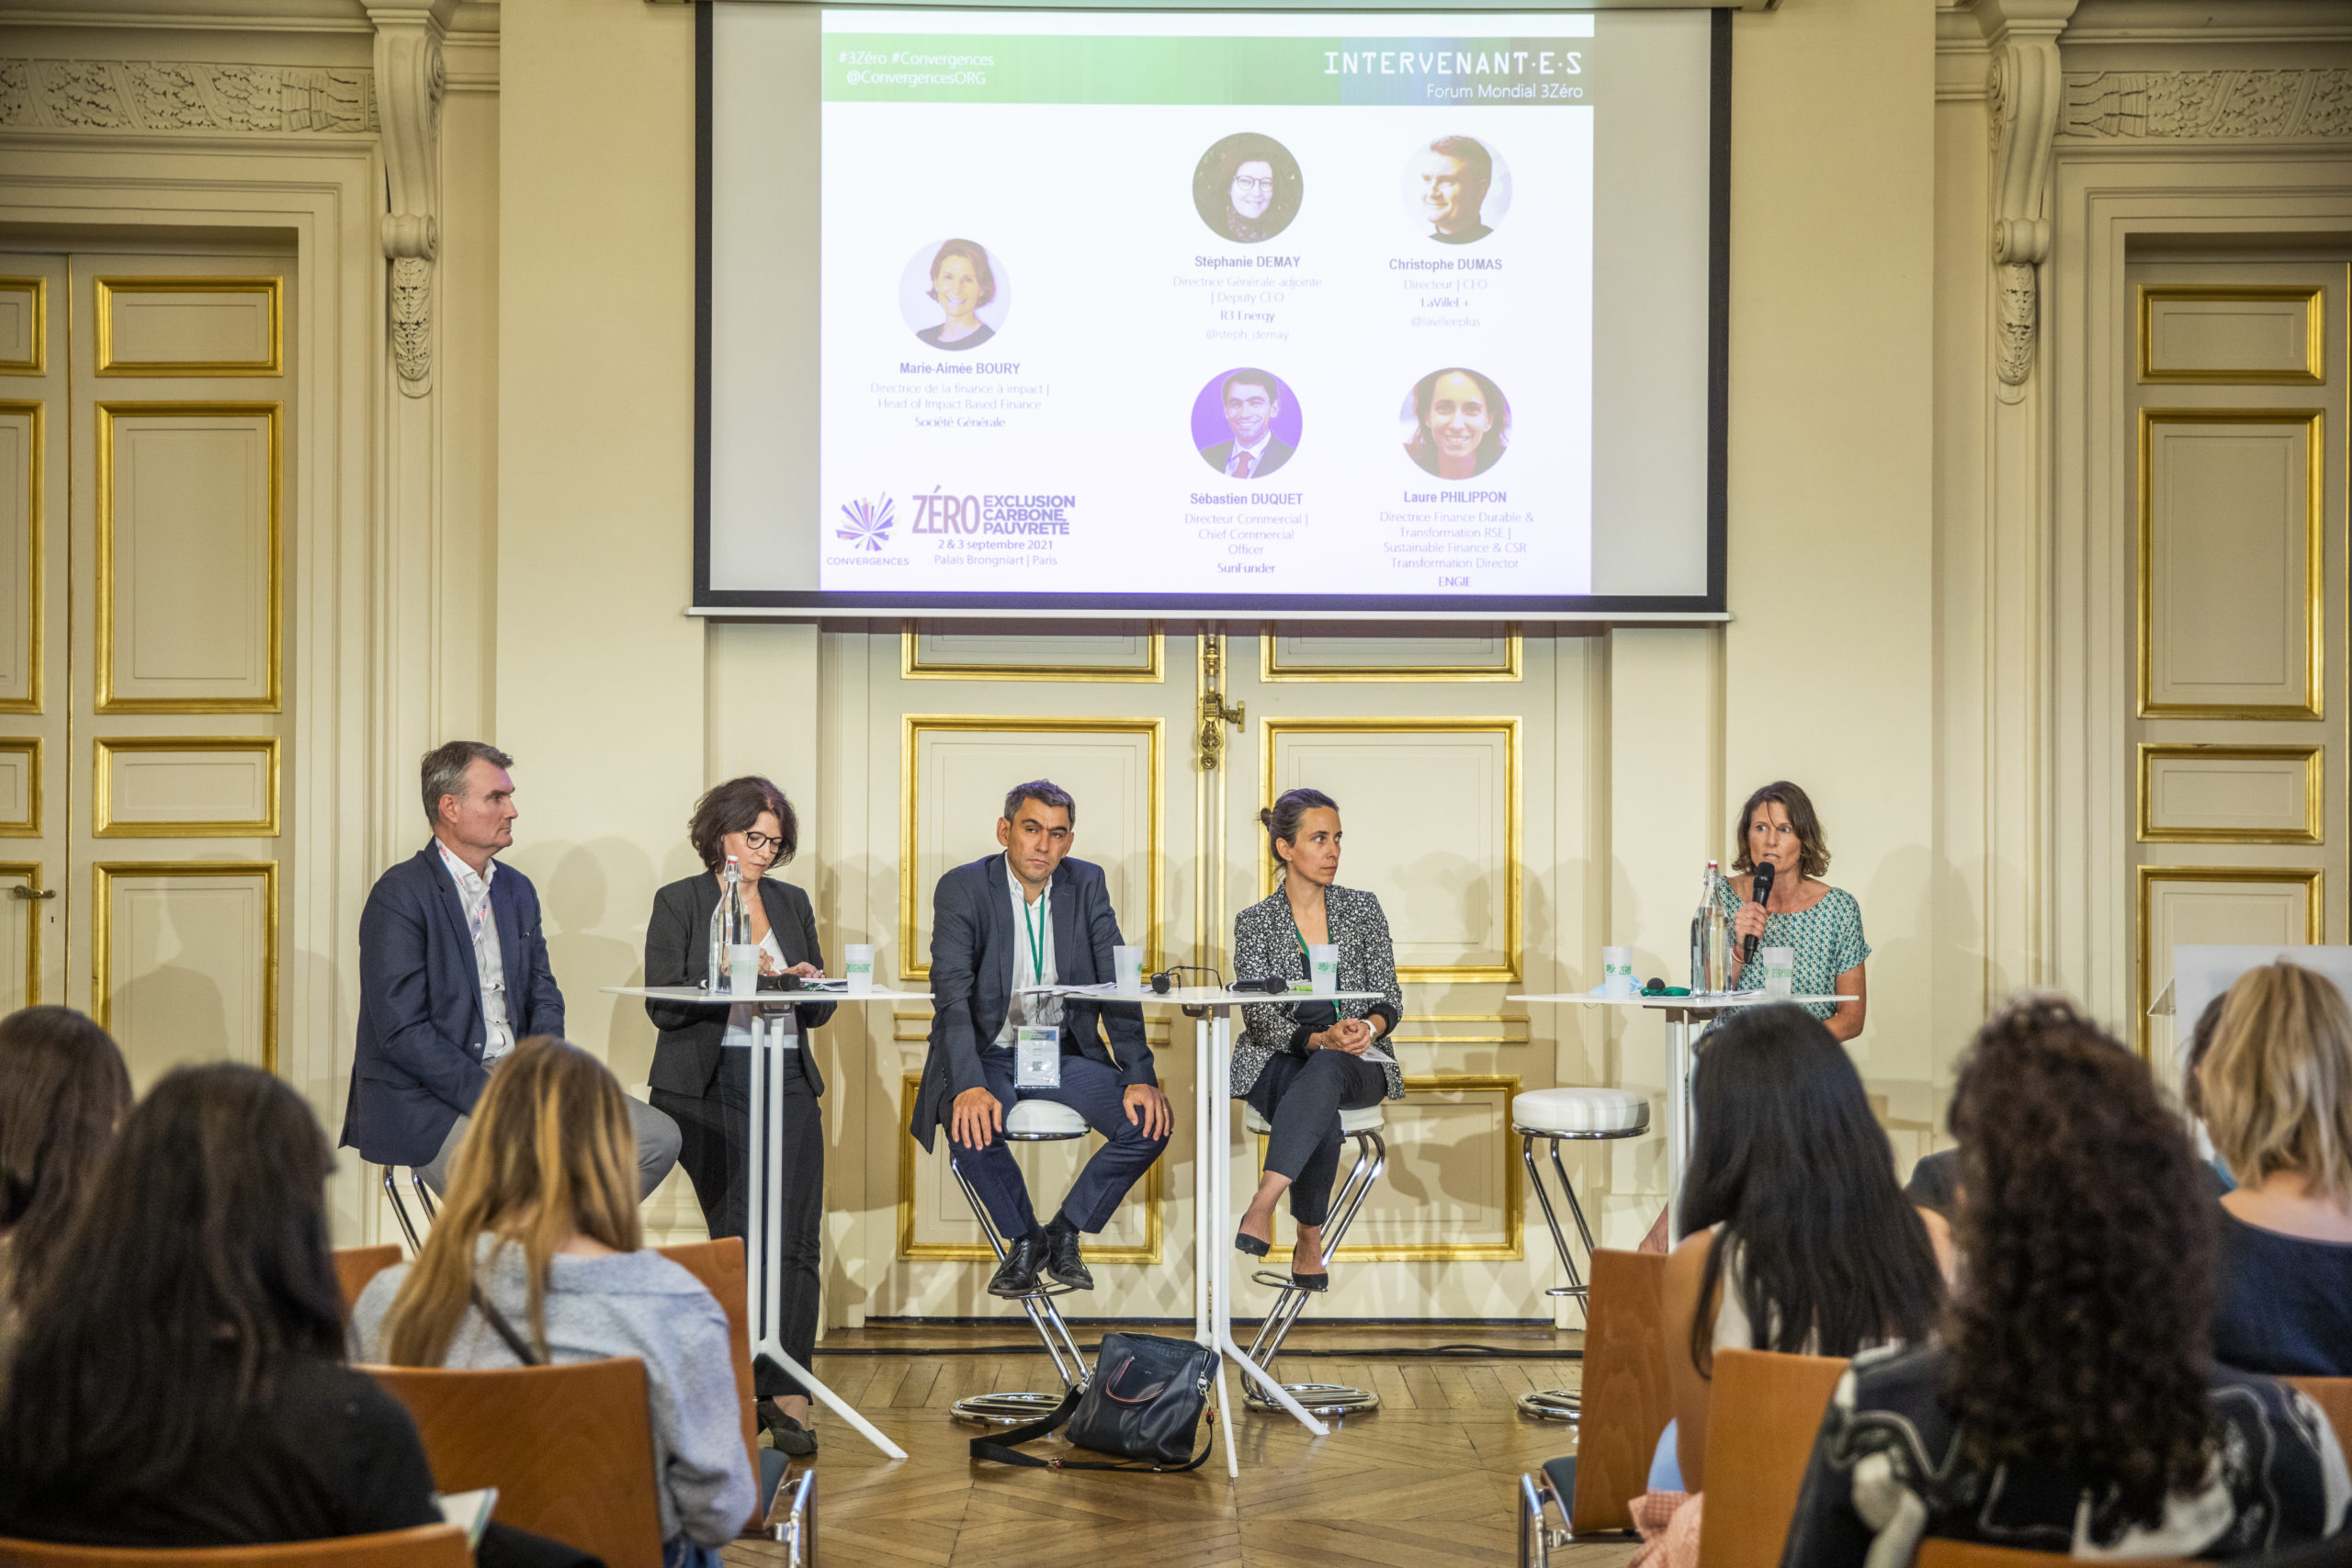 #3Zéro #Convergences
@ConvergencesORG
INTERVENANT·E·S
Forum Mondial 3Zéro
Marie-Aimée BOURY
Directrice de la finance à impact |
Head of Impact Based Finance
Société Générale
Stéphanie DEMAY
Directrice Générale adjointe
| Deputy CEO
R3 Energy
@steph_demay
Christophe DUMAS
Directeur | CEO
LaVilleE+
@lavilleeplus
Sébastien DUQUET
Directeur Commercial |
Chief Commercial
Officer
SunFunder
Laure PHILIPPON
Directrice Finance Durable &
Transformation RSE |
Sustainable Finance & CSR
Transformation Director
ENGIE
CONVERGENCES
ZÉRO EXCLUSION
CARBONE
PAUVRETÉ
2 & 3 septembre 2021
Palais Brongniart | Paris